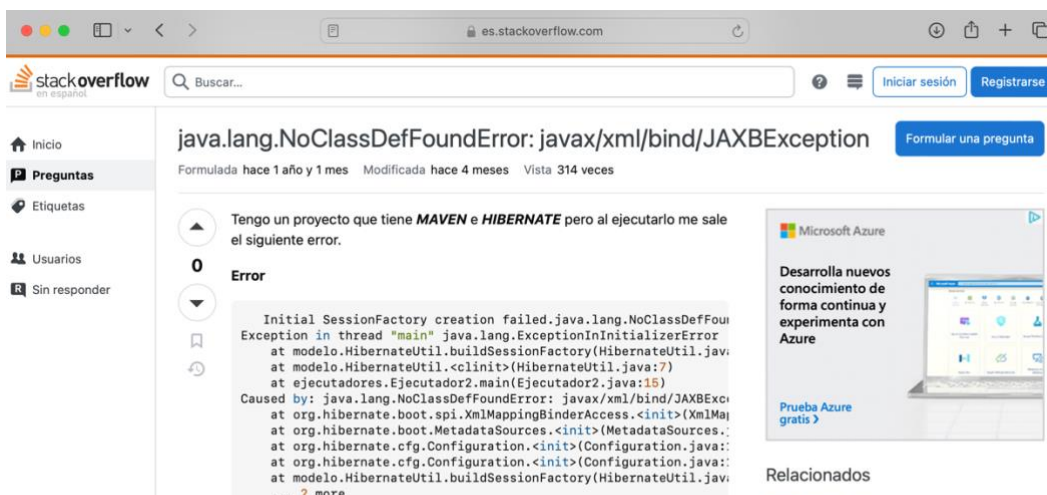 es.stackoverflow.com
stackoverflow
en español
Buscar...
Iniciar sesión
Registrarse
Inicio
Preguntas
Etiquetas
Usuarios
Sin responder
java.lang.NoClassDefFoundError: javax/xml/bind/JAXBException
Formular una pregunta
Formulada hace 1 año y 1 mes Modificada hace 4 meses Vista 314 veces
0
Tengo un proyecto que tiene MAVEN e HIBERNATE pero al ejecutarlo me sale
el siguiente error.
Error
Initial SessionFactory creation failed.java.lang.NoClassDefFou
Exception in thread "main" java.lang.ExceptionInInitializerError
at modelo.HibernateUtil.buildSessionFactory(HibernateUtil.java
at modelo.HibernateUtil.<clinit>(HibernateUtil.java:7)
at ejecutadores.Ejecutador2.main(Ejecutador2.java:15)
Caused by: java.lang.NoClassDefFoundError: javax/xml/bind/JAXBExc
at org.hibernate.boot.spi.XmlMappingBinderAccess.<init>(XmlMap
at org.hibernate.boot.MetadataSources.<init>(MetadataSources.
at org.hibernate.cfg.Configuration.<init>(Configuration.java:
at org.hibernate.cfg.Configuration.<init>(Configuration.java:
at modelo.HibernateUtil.buildSessionFactory(HibernateUtil.java
... 2 more
Microsoft Azure
Desarrolla nuevos
conocimiento de
forma continua y
experimenta con
Azure
Prueba Azure
gratis
Relacionados